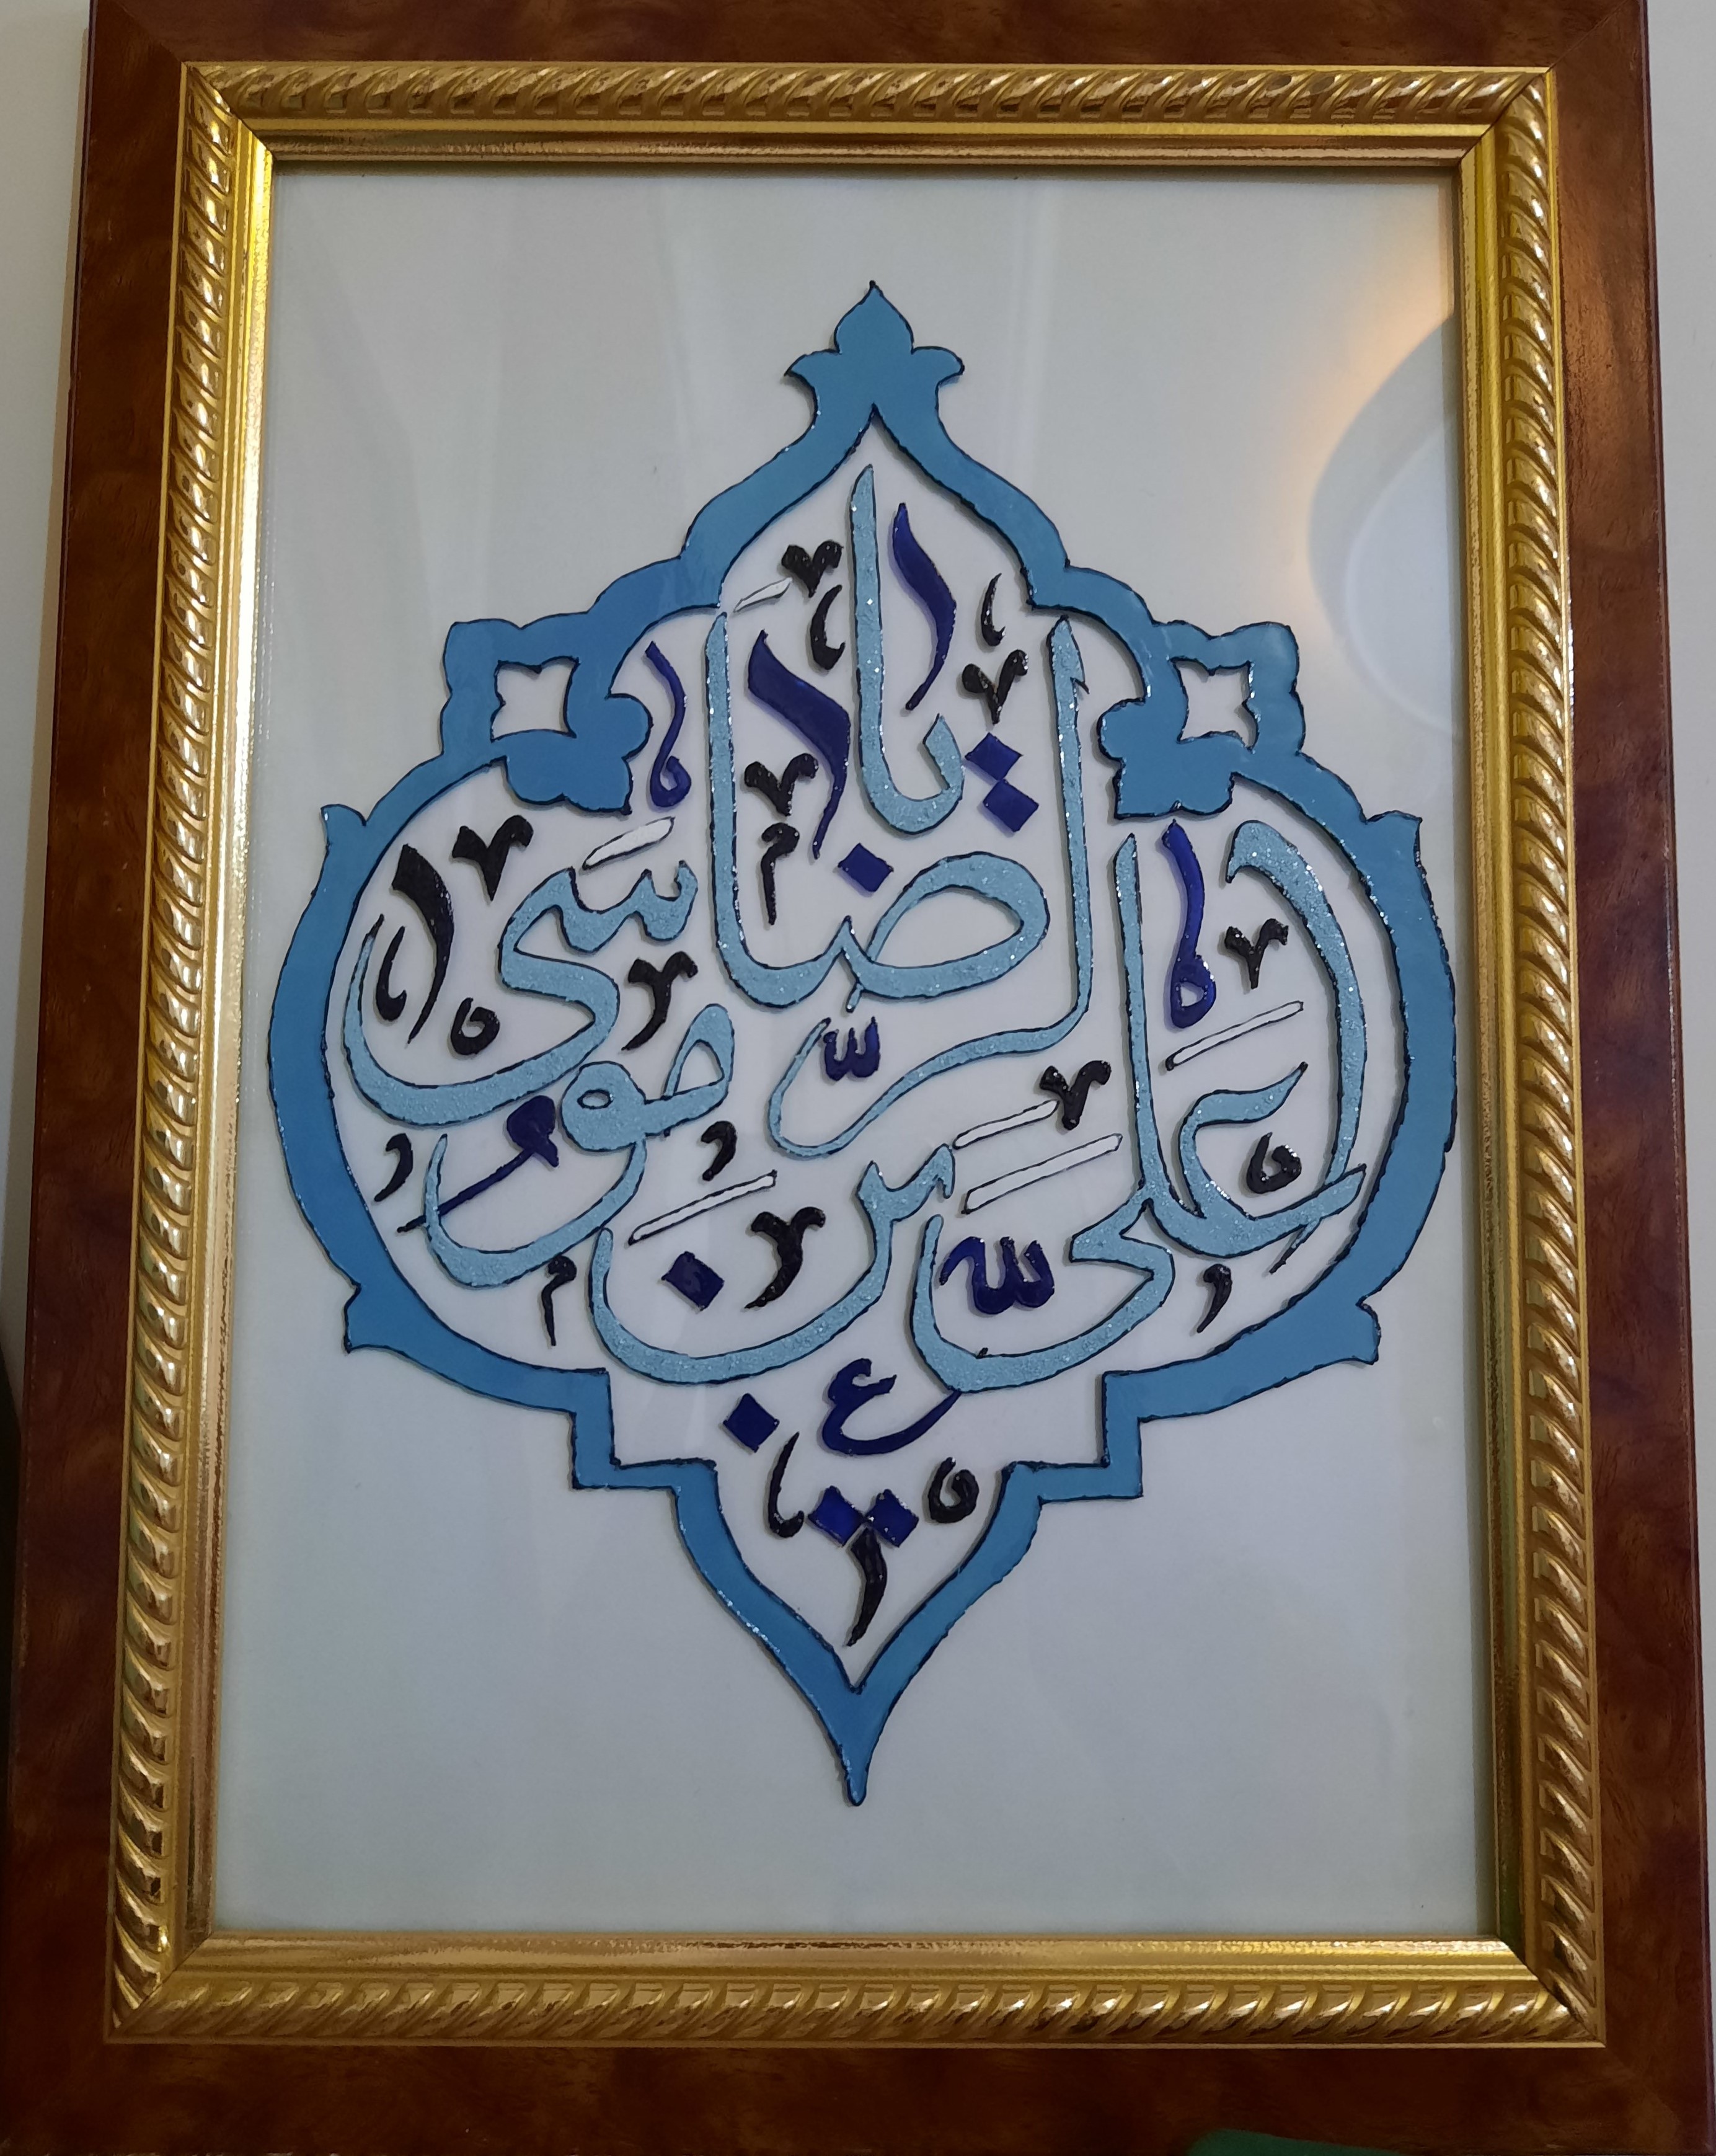 یا علی بن موسی الرضا